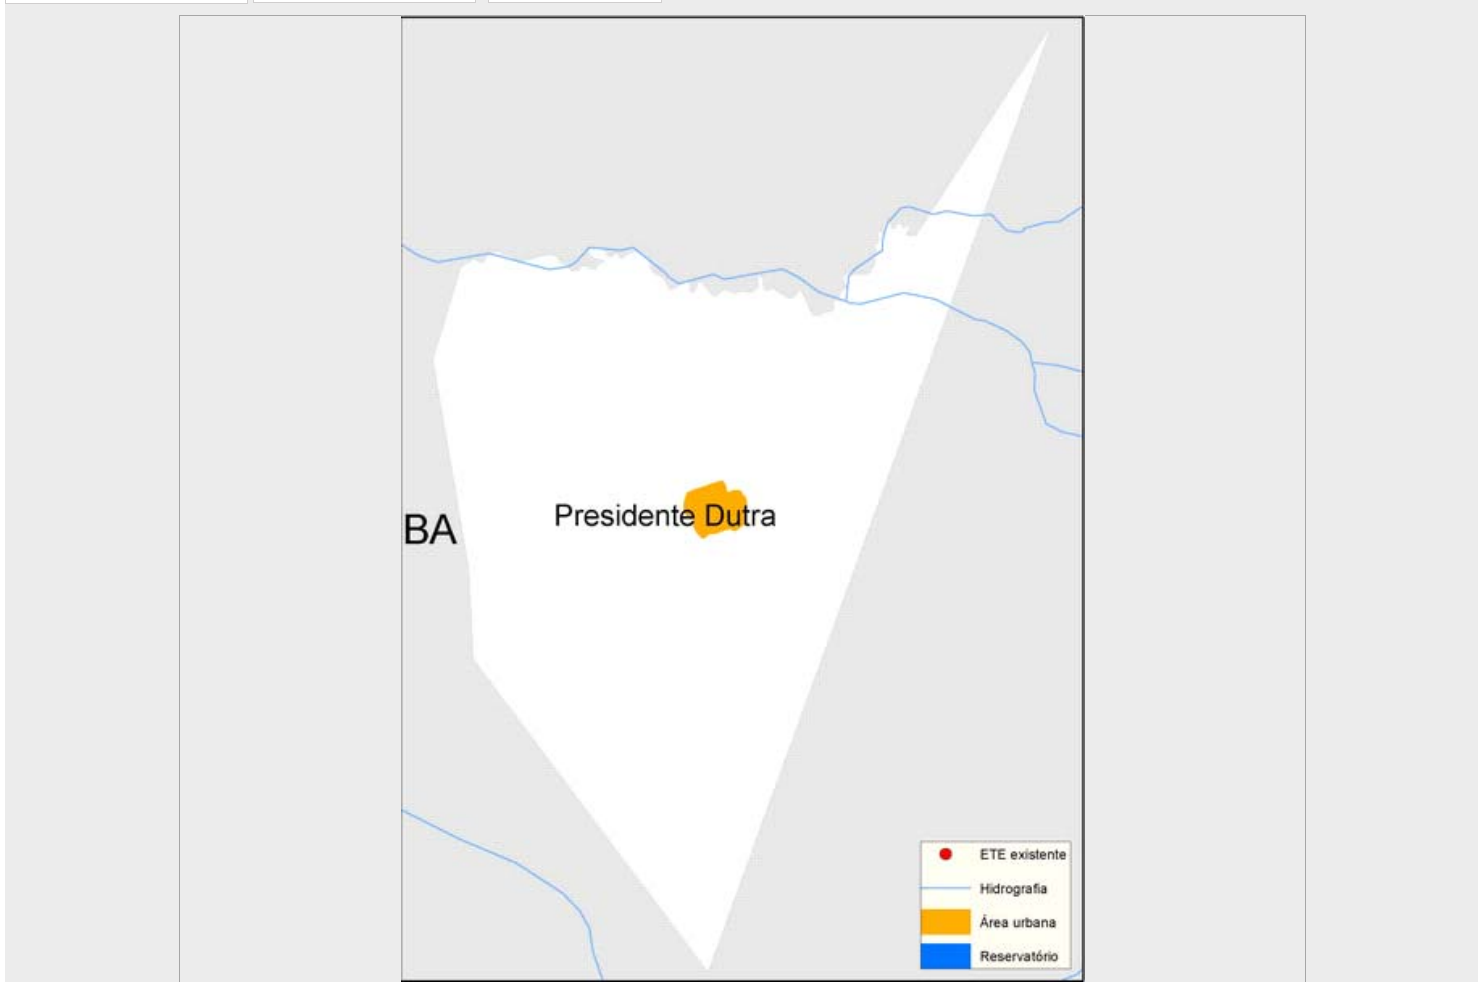 Presidente Dutra
BA
ETE existente
Hidrografia
Área urbana
Reservatório